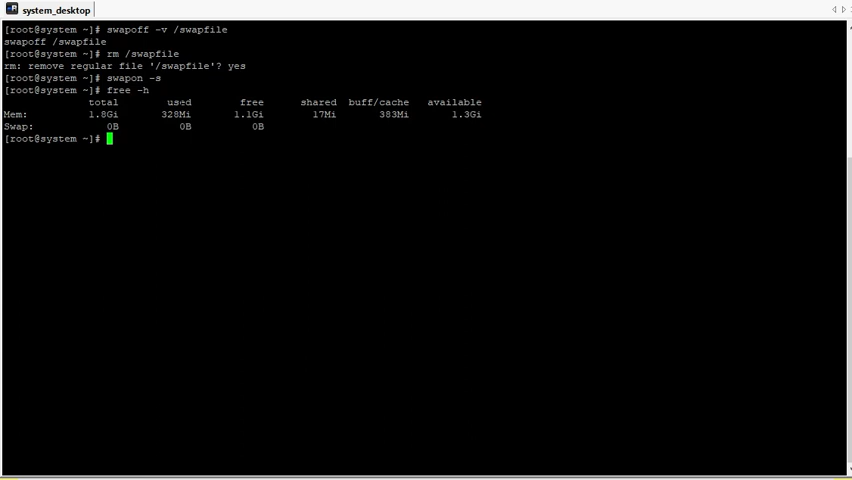 system_desktop
[root@system ~]# swapoff -v /swapfile
swapoff /swapfile
[root@system ~]# rm /swapfile
rm: remove regular file '/swapfile'? yes
[root@system ~]# swapon -s
[root@system ~]# free -h
total used free shared buff/cache available
Mem: 1.8Gi 328Mi 1.1Gi 17Mi 383Mi 1.3Gi
Swap: 0B 0B 0B
[root@system ~]#